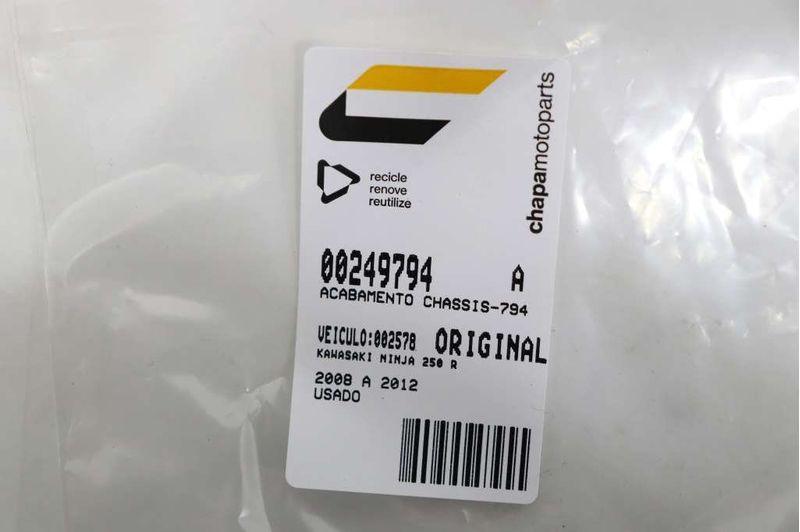 chapamotoparts
recicle
renove
reutilize
00249794 A
ACABAMENTO CHASSIS-794
VEICULO:002578 ORIGINAL
KAWASAKI NINJA 250 R
2008 A 2012
USADO